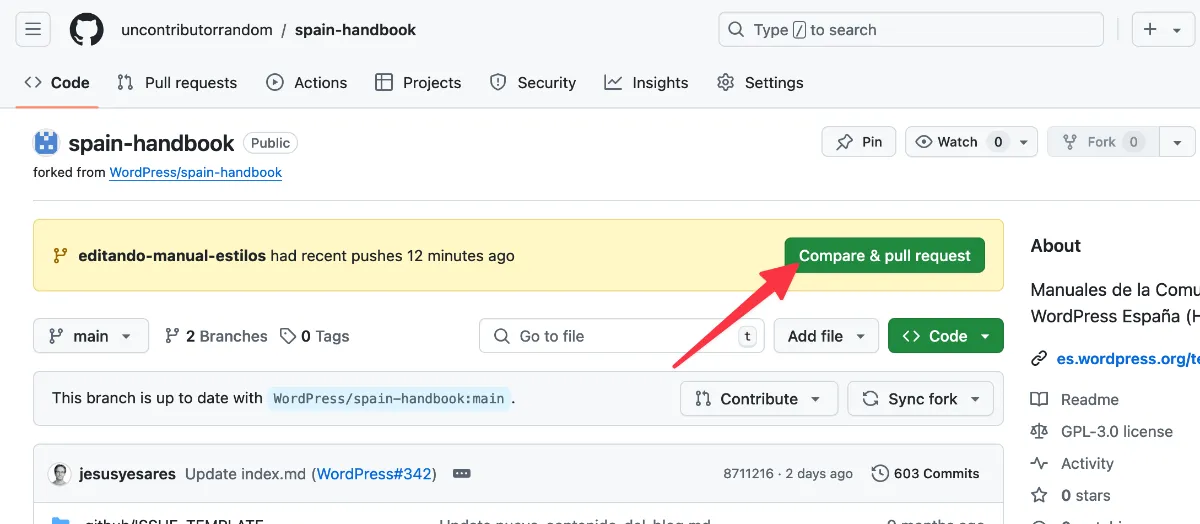 uncontributorrandom / spain-handbook
Type / to search
Code Pull requests Actions Projects Security Insights Settings
spain-handbook Public
Pin Watch 0 Fork 0
forked from WordPress/spain-handbook
editando-manual-estilos had recent pushes 12 minutes ago
Compare & pull request
main 2 Branches 0 Tags
Go to file t
Add file
Code
This branch is up to date with WordPress/spain-handbook:main.
Contribute Sync fork
jesusyesares Update index.md (WordPress#342)
8711216 · 2 days ago
603 Commits
About
Manuales de la Comu
WordPress España (H
es.wordpress.org/te
Readme
GPL-3.0 license
Activity
0 stars